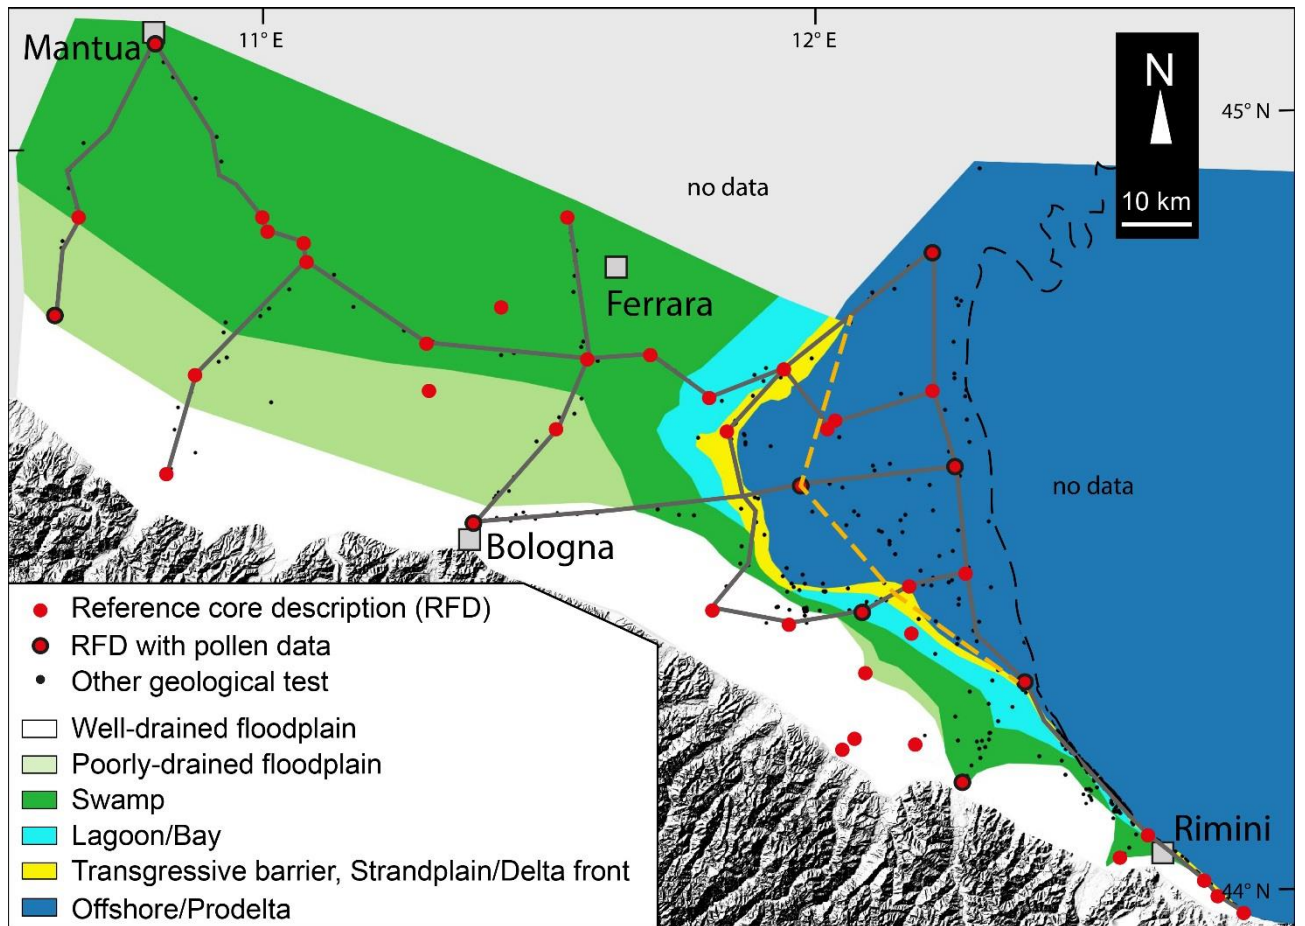 Mantua
11° E
12° E
N
45° N
10 km
no data
Ferrara
no data
Bologna
Reference core description (RFD)
RFD with pollen data
Other geological test
Well-drained floodplain
Poorly-drained floodplain
Swamp
Lagoon/Bay
Transgressive barrier, Strandplain/Delta front
Offshore/Prodelta
Rimini
44° N